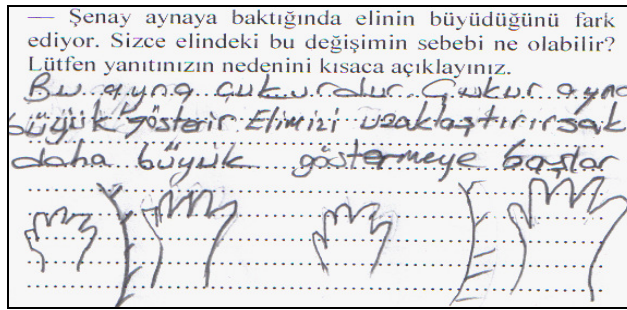 — Şenay aynaya baktığında elinin büyüdüğünü fark
ediyor. Sizce elindeki bu değişimin sebebi ne olabilir?
Lütfen yanıtınızın nedenini kısaca açıklayınız.
Bu ayna çukurdur. Çukur ayna
büyük gösterir Elimizi uzaklaştırırsak
daha büyük göstermeye başlar